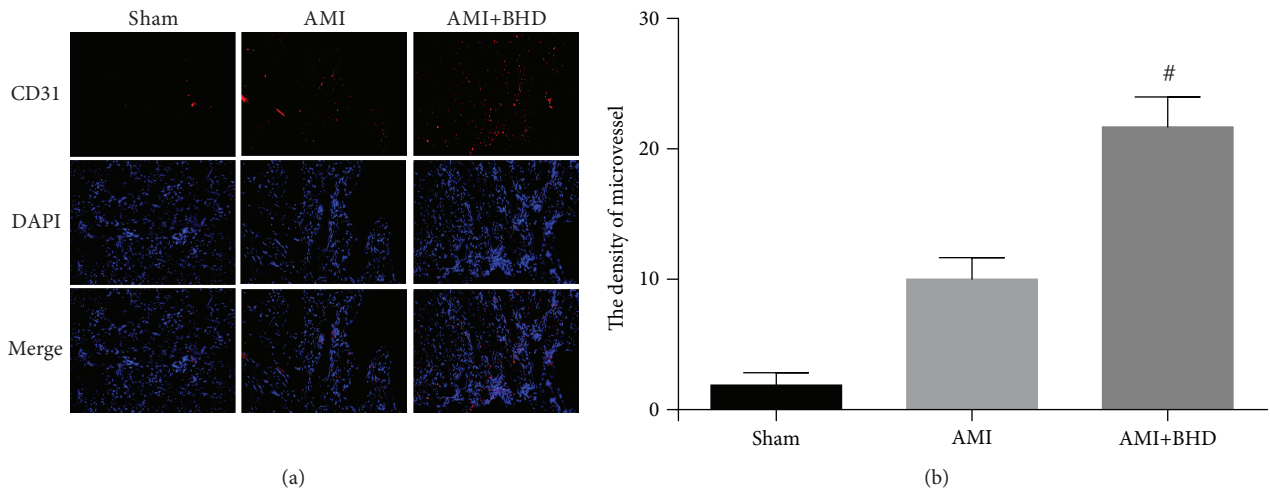 Sham AMI AMI+BHD
CD31
DAPI
Merge
(a)
The density of microvessel
30
20
10
0
#
Sham AMI AMI+BHD
(b)